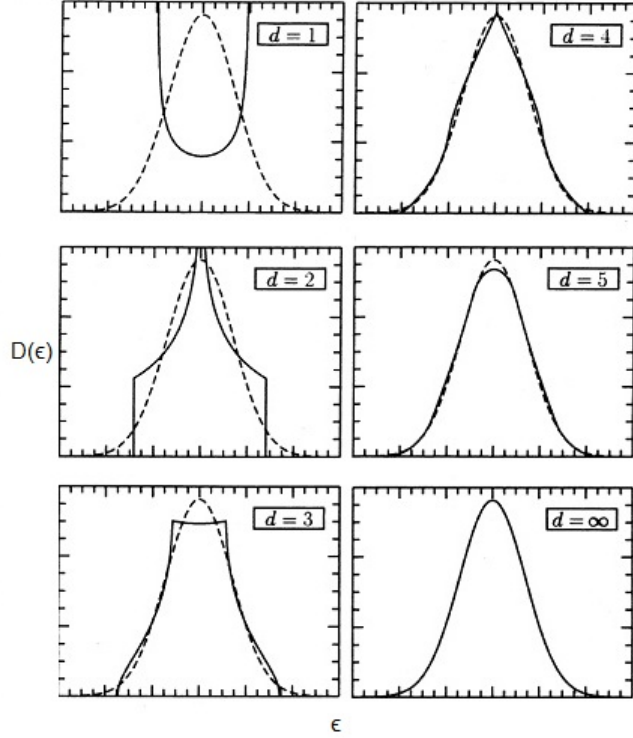 d = 1
d = 4
d = 2
d = 5
D(ϵ)
d = 3
d = ∞
ϵ